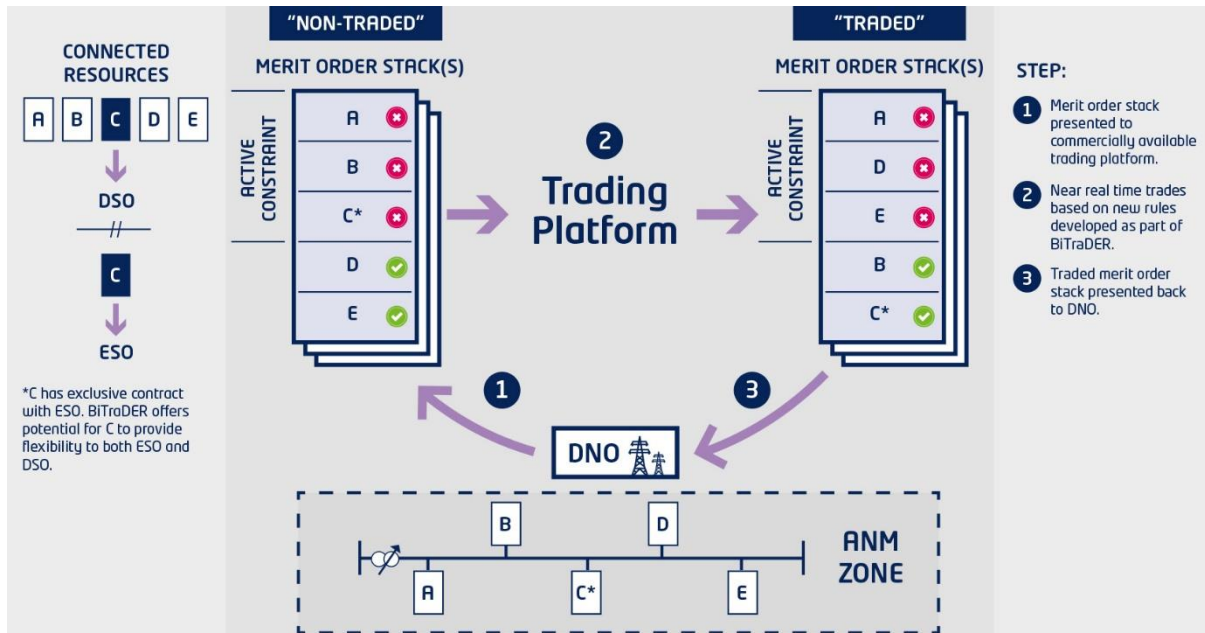 CONNECTED
RESOURCES
A B C D E
DSO
C
ESO
*C has exclusive contract
with ESO. BiTraDER offers
potential for C to provide
flexibility to both ESO and
DSO.
"NON-TRADED"
MERIT ORDER STACK(S)
ACTIVE
CONSTRAINT
A
B
C*
D
E
2
Trading
Platform
"TRADED"
MERIT ORDER STACK(S)
ACTIVE
CONSTRAINT
A
D
E
B
C*
1
3
DNO
B D
A C* E
ANM
ZONE
STEP:
1 Merit order stack
presented to
commercially available
trading platform.
2 Near real time trades
based on new rules
developed as part of
BiTraDER.
3 Traded merit order
stack presented back
to DNO.